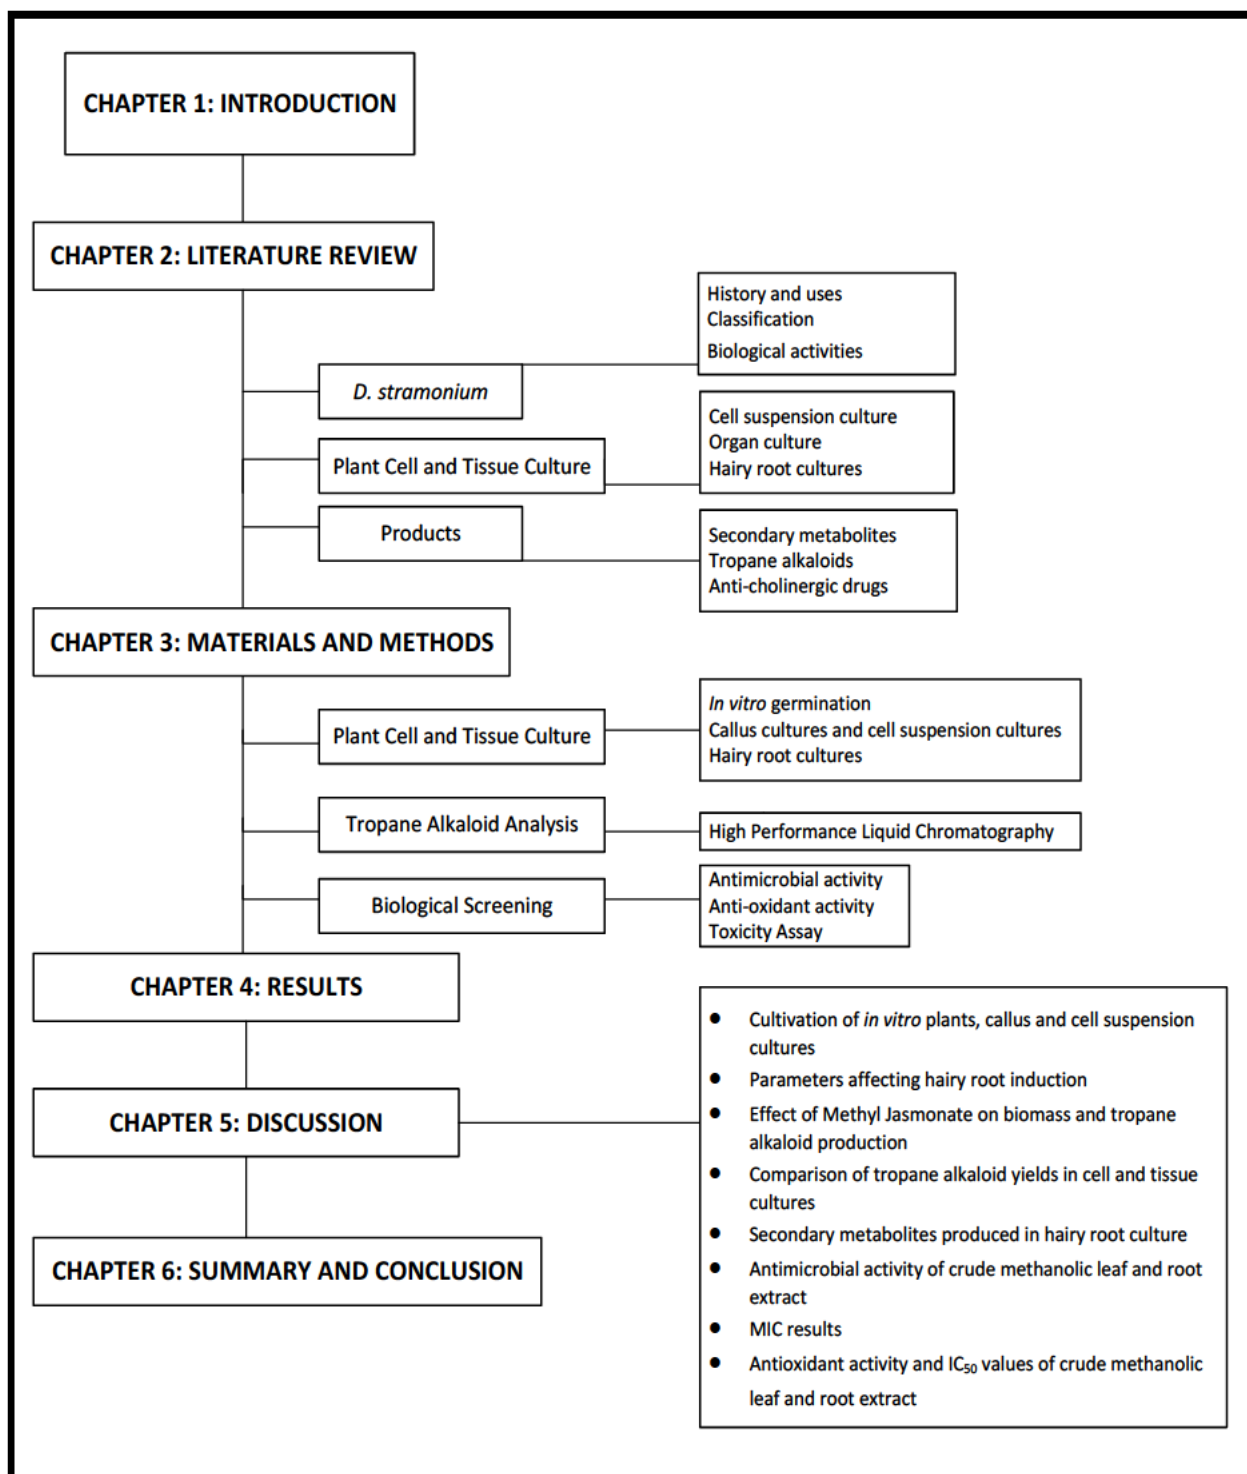 CHAPTER 1: INTRODUCTION
CHAPTER 2: LITERATURE REVIEW
History and uses
Classification
Biological activities
D. stramonium
Cell suspension culture
Organ culture
Hairy root cultures
Plant Cell and Tissue Culture
Products
Secondary metabolites
Tropane alkaloids
Anti-cholinergic drugs
CHAPTER 3: MATERIALS AND METHODS
Plant Cell and Tissue Culture
In vitro germination
Callus cultures and cell suspension cultures
Hairy root cultures
Tropane Alkaloid Analysis
High Performance Liquid Chromatography
Biological Screening
Antimicrobial activity
Anti-oxidant activity
Toxicity Assay
CHAPTER 4: RESULTS
CHAPTER 5: DISCUSSION
● Cultivation of in vitro plants, callus and cell suspension
cultures
● Parameters affecting hairy root induction
● Effect of Methyl Jasmonate on biomass and tropane
alkaloid production
● Comparison of tropane alkaloid yields in cell and tissue
cultures
● Secondary metabolites produced in hairy root culture
● Antimicrobial activity of crude methanolic leaf and root
extract
● MIC results
● Antioxidant activity and IC₅₀ values of crude methanolic
leaf and root extract
CHAPTER 6: SUMMARY AND CONCLUSION